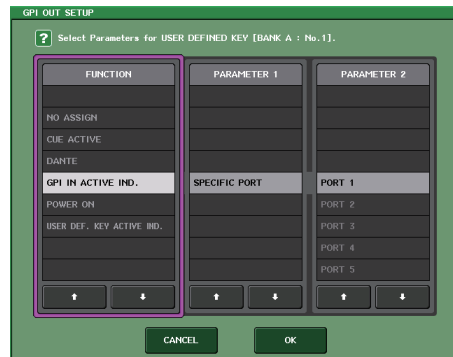 GPI OUT SETUP
? Select Parameters for USER DEFINED KEY [BANK A : No.1].
FUNCTION
NO ASSIGN
CUE ACTIVE
DANTE
GPI IN ACTIVE IND.
POWER ON
USER DEF. KEY ACTIVE IND.
PARAMETER 1
SPECIFIC PORT
PARAMETER 2
PORT 1
PORT 2
PORT 3
PORT 4
PORT 5
CANCEL
OK